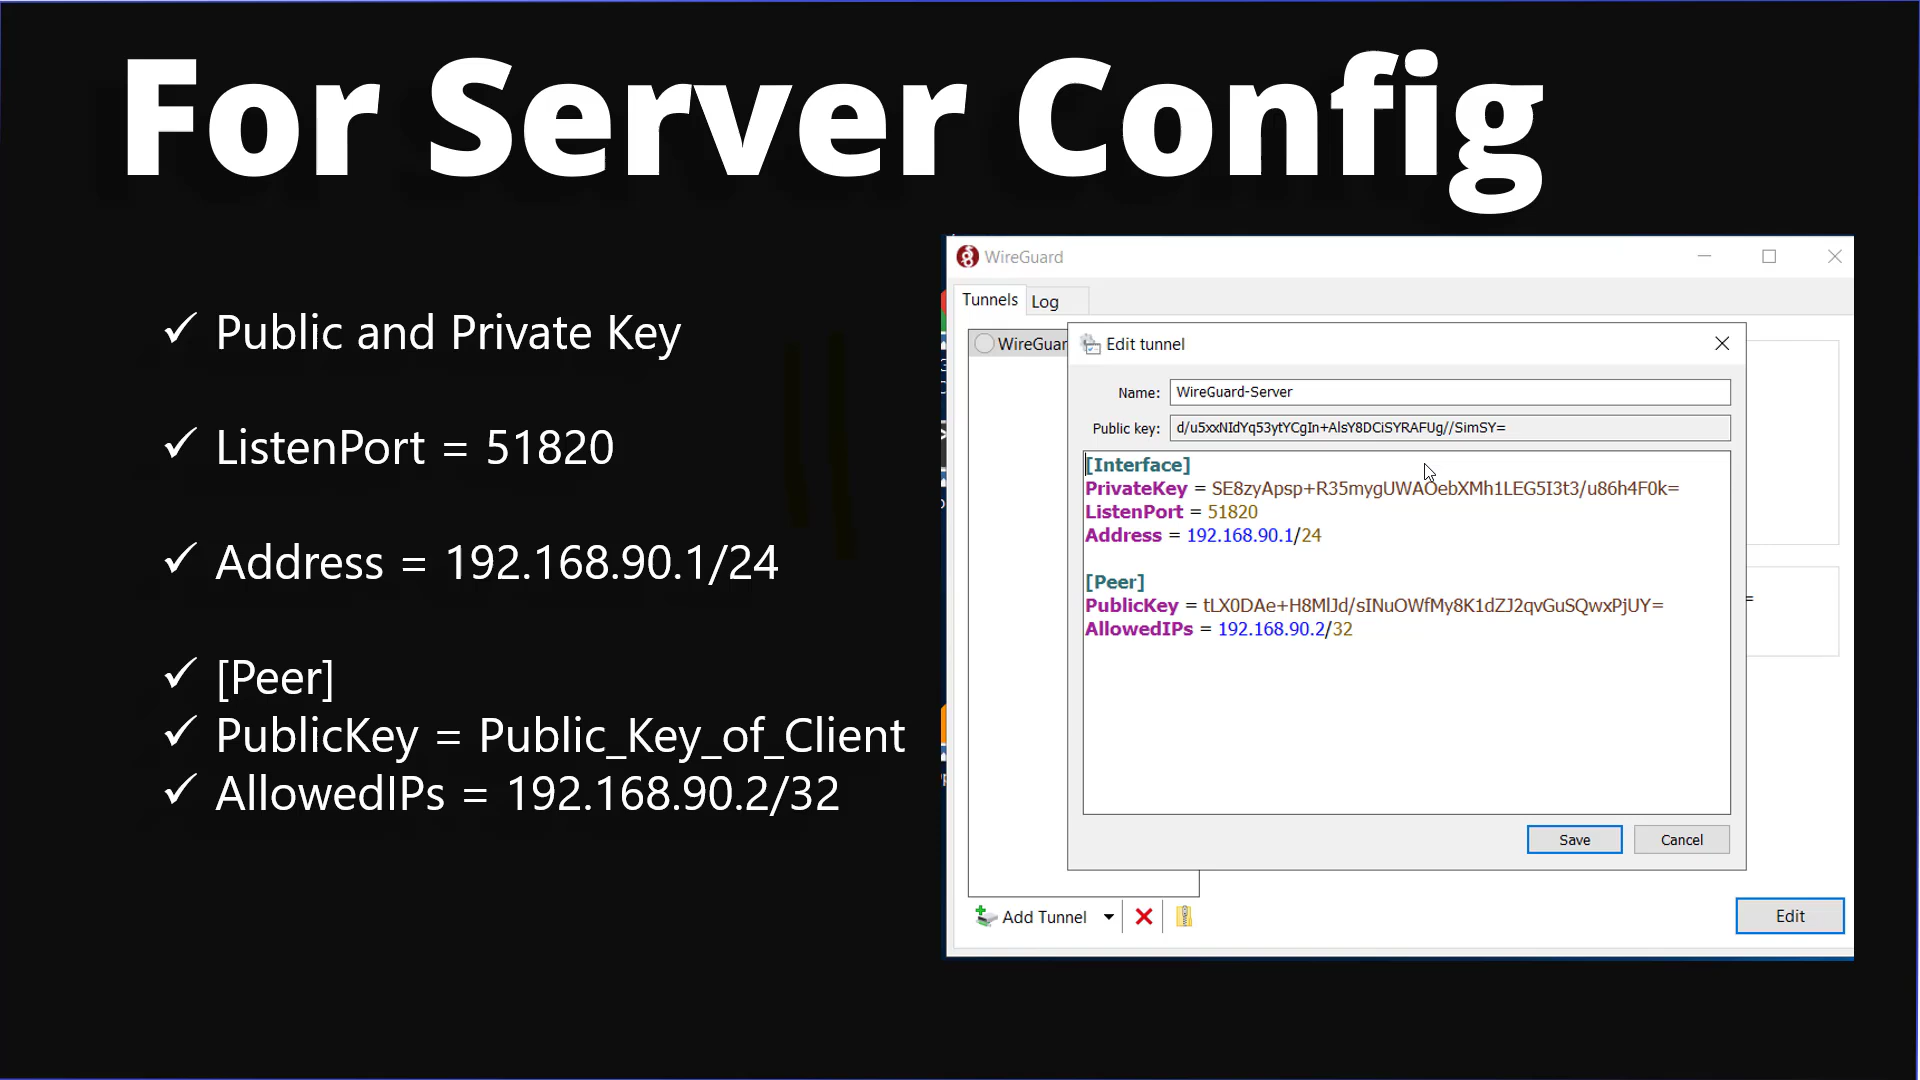 For Server Config
✓ Public and Private Key
✓ ListenPort = 51820
✓ Address = 192.168.90.1/24
✓ [Peer]
✓ PublicKey = Public_Key_of_Client
✓ AllowedIPs = 192.168.90.2/32
WireGuard
Tunnels Log
WireGuar
Edit tunnel
Name: WireGuard-Server
Public key: d/u5xxNIdYq53ytYCgIn+AlsY8DCiSYRAFUg//SimSY=
[Interface]
PrivateKey = SE8zyApsp+R35mygUWAOebXMh1LEG5I3t3/u86h4F0k=
ListenPort = 51820
Address = 192.168.90.1/24
[Peer]
PublicKey = tLX0DAe+H8MlJd/sINuOWfMy8K1dZJ2qvGuSQwxPjUY=
AllowedIPs = 192.168.90.2/32
=
Save Cancel
Add Tunnel
Edit